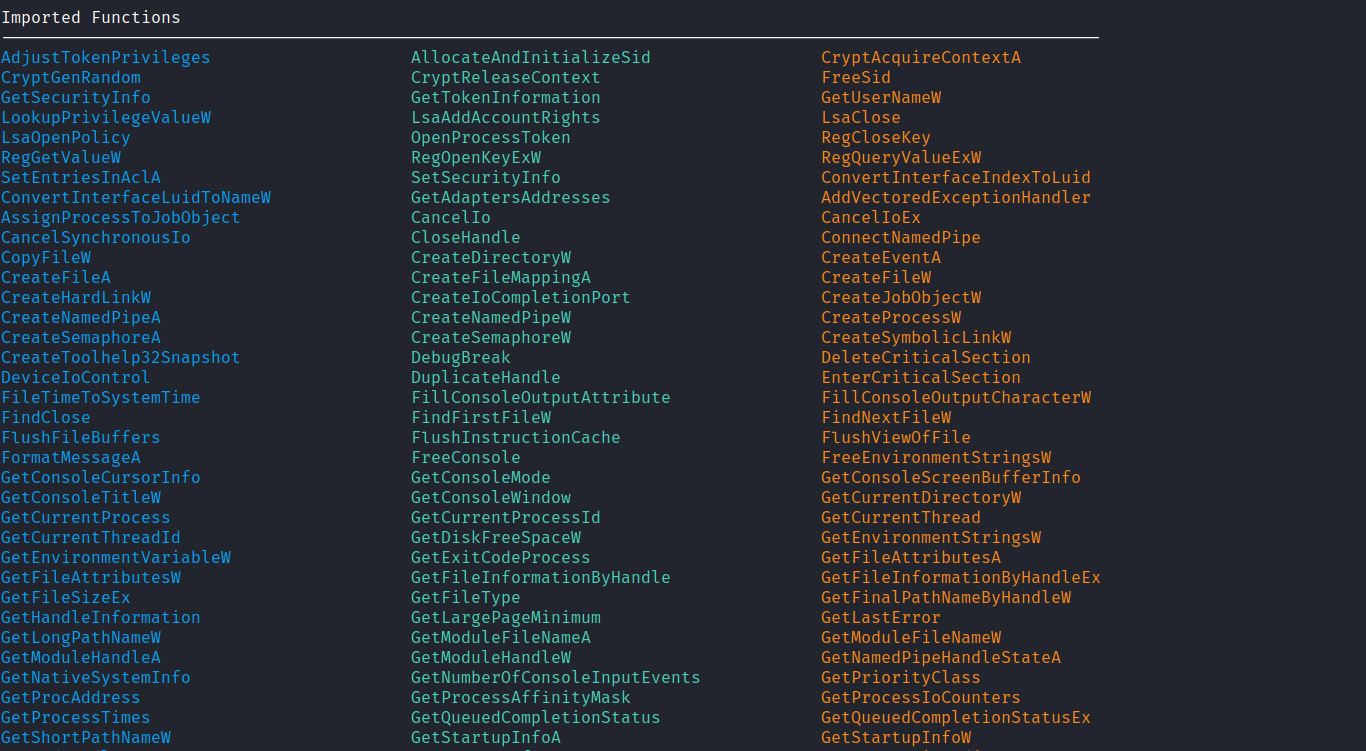 Imported Functions
AdjustTokenPrivileges AllocateAndInitializeSid CryptAcquireContextA
CryptGenRandom CryptReleaseContext FreeSid
GetSecurityInfo GetTokenInformation GetUserNameW
LookupPrivilegeValueW LsaAddAccountRights LsaClose
LsaOpenPolicy OpenProcessToken RegCloseKey
RegGetValueW RegOpenKeyExW RegQueryValueExW
SetEntriesInAclA SetSecurityInfo ConvertInterfaceIndexToLuid
ConvertInterfaceLuidToNameW GetAdaptersAddresses AddVectoredExceptionHandler
AssignProcessToJobObject CancelIo CancelIoEx
CancelSynchronousIo CloseHandle ConnectNamedPipe
CopyFileW CreateDirectoryW CreateEventA
CreateFileA CreateFileMappingA CreateFileW
CreateHardLinkW CreateIoCompletionPort CreateJobObjectW
CreateNamedPipeA CreateNamedPipeW CreateProcessW
CreateSemaphoreA CreateSemaphoreW CreateSymbolicLinkW
CreateToolhelp32Snapshot DebugBreak DeleteCriticalSection
DeviceIoControl DuplicateHandle EnterCriticalSection
FileTimeToSystemTime FillConsoleOutputAttribute FillConsoleOutputCharacterW
FindClose FindFirstFileW FindNextFileW
FlushFileBuffers FlushInstructionCache FlushViewOfFile
FormatMessageA FreeConsole FreeEnvironmentStringsW
GetConsoleCursorInfo GetConsoleMode GetConsoleScreenBufferInfo
GetConsoleTitleW GetConsoleWindow GetCurrentDirectoryW
GetCurrentProcess GetCurrentProcessId GetCurrentThread
GetCurrentThreadId GetDiskFreeSpaceW GetEnvironmentStringsW
GetEnvironmentVariableW GetExitCodeProcess GetFileAttributesA
GetFileAttributesW GetFileInformationByHandle GetFileInformationByHandleEx
GetFileSizeEx GetFileType GetFinalPathNameByHandleW
GetHandleInformation GetLargePageMinimum GetLastError
GetLongPathNameW GetModuleFileNameA GetModuleFileNameW
GetModuleHandleA GetModuleHandleW GetNamedPipeHandleStateA
GetNativeSystemInfo GetNumberOfConsoleInputEvents GetPriorityClass
GetProcAddress GetProcessAffinityMask GetProcessIoCounters
GetProcessTimes GetQueuedCompletionStatus GetQueuedCompletionStatusEx
GetShortPathNameW GetStartupInfoA GetStartupInfoW